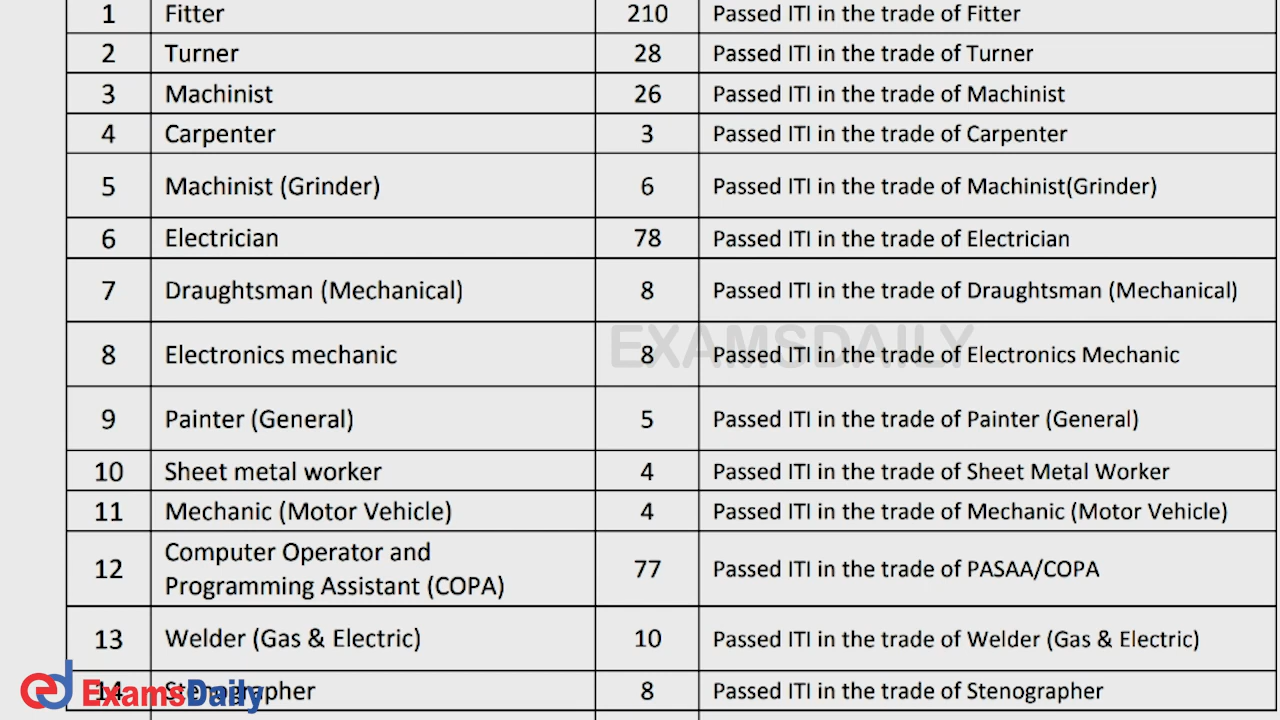 1 Fitter 210 Passed ITI in the trade of Fitter
2 Turner 28 Passed ITI in the trade of Turner
3 Machinist 26 Passed ITI in the trade of Machinist
4 Carpenter 3 Passed ITI in the trade of Carpenter
5 Machinist (Grinder) 6 Passed ITI in the trade of Machinist(Grinder)
6 Electrician 78 Passed ITI in the trade of Electrician
7 Draughtsman (Mechanical) 8 Passed ITI in the trade of Draughtsman (Mechanical)
EXAMSDAILY
8 Electronics mechanic 8 Passed ITI in the trade of Electronics Mechanic
9 Painter (General) 5 Passed ITI in the trade of Painter (General)
10 Sheet metal worker 4 Passed ITI in the trade of Sheet Metal Worker
11 Mechanic (Motor Vehicle) 4 Passed ITI in the trade of Mechanic (Motor Vehicle)
Computer Operator and
12 Programming Assistant (COPA) 77 Passed ITI in the trade of PASAA/COPA
13 Welder (Gas & Electric) 10 Passed ITI in the trade of Welder (Gas & Electric)
14 Stenographer 8 Passed ITI in the trade of Stenographer
ed ExamsDaily